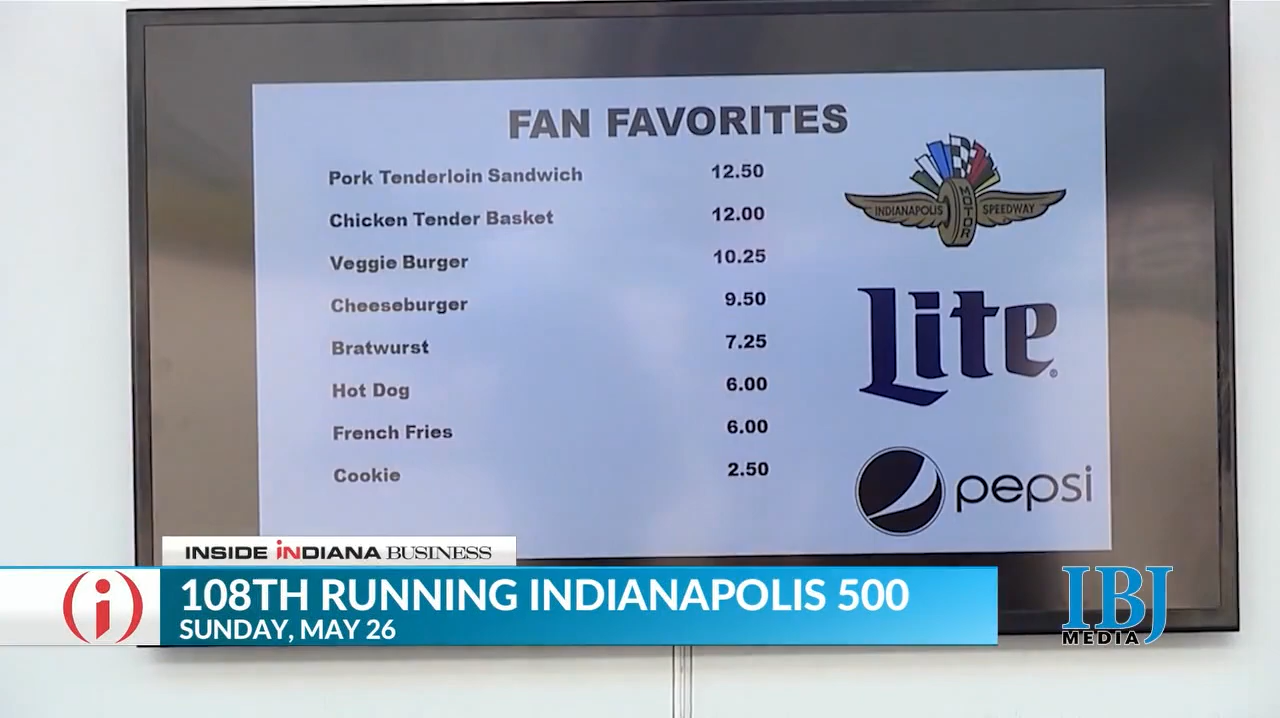 FAN FAVORITES
Pork Tenderloin Sandwich 12.50
Chicken Tender Basket 12.00
Veggie Burger 10.25
Cheeseburger 9.50
Bratwurst 7.25
Hot Dog 6.00
French Fries 6.00
Cookie 2.50
INDIANAPOLIS MOTOR SPEEDWAY
Lite®
pepsi
INSIDE INDIANA BUSINESS
i 108TH RUNNING INDIANAPOLIS 500
SUNDAY, MAY 26
IBJ
MEDIA